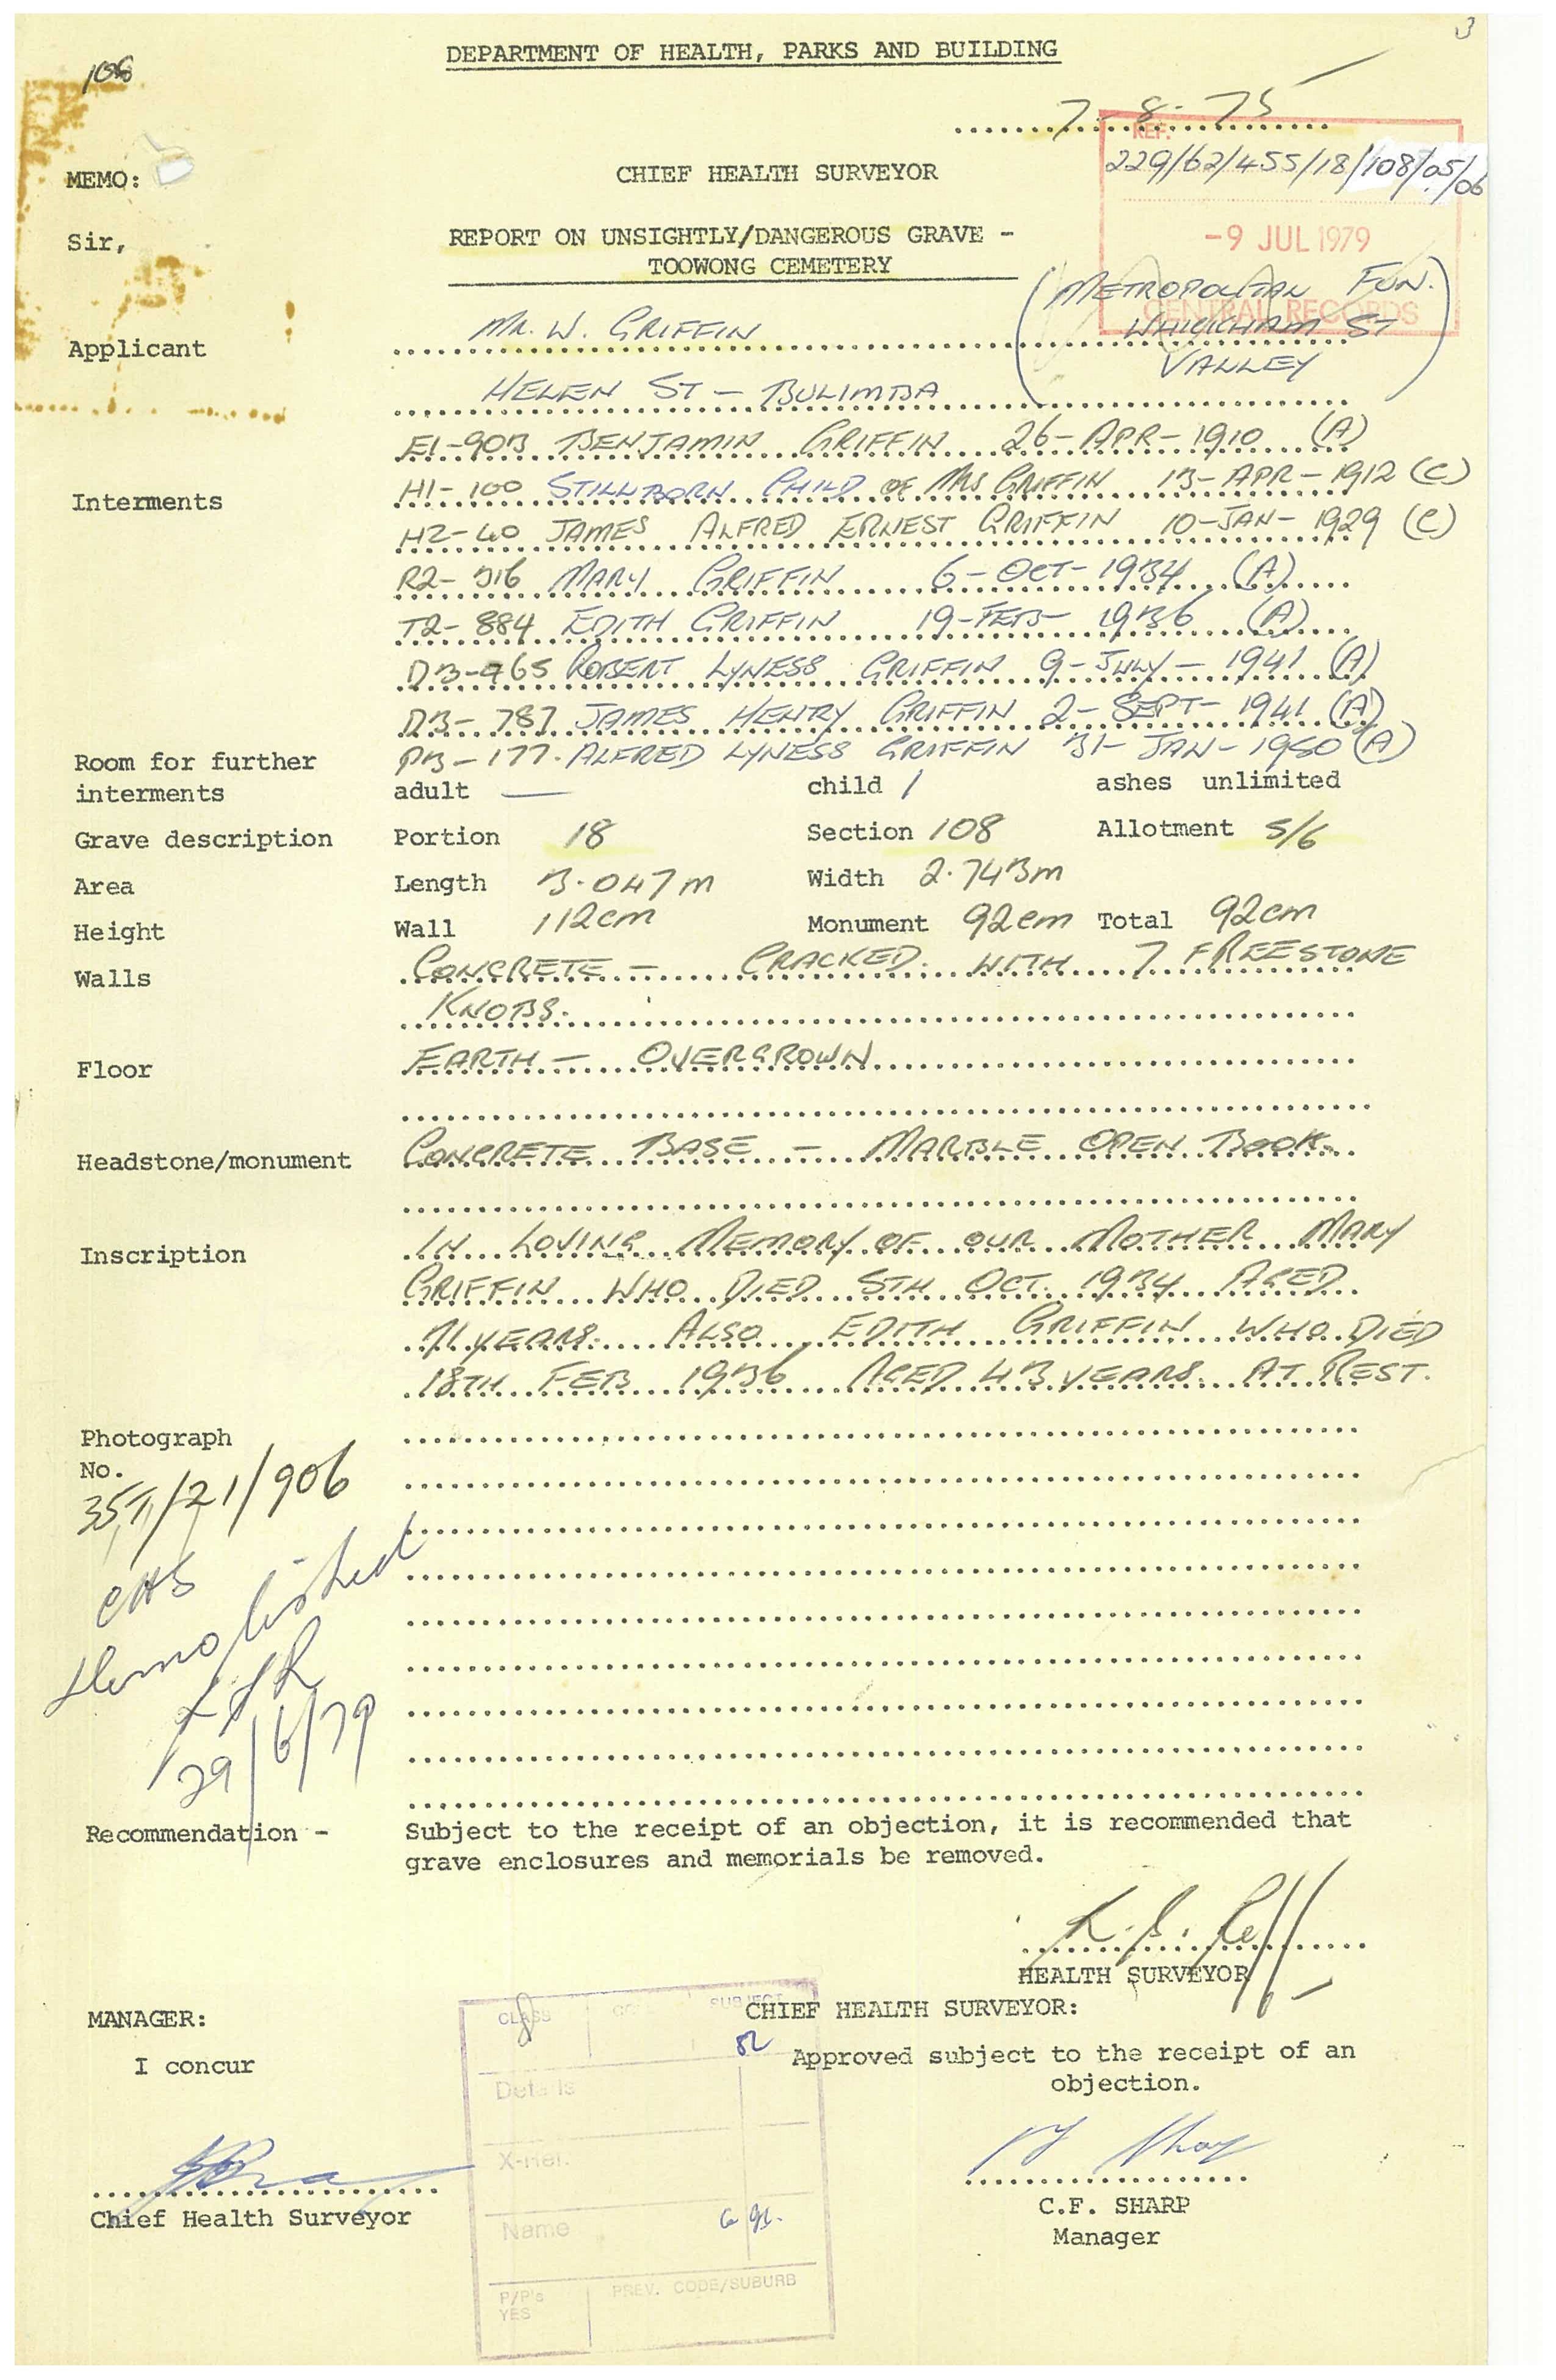 3
106
DEPARTMENT OF HEALTH, PARKS AND BUILDING
7-8-75
REF.
229/62/455/18/108/05/06
MEMO:
CHIEF HEALTH SURVEYOR
Sir,
REPORT ON UNSIGHTLY/DANGEROUS GRAVE -
TOOWONG CEMETERY
-9 JUL 1979
CENTRAL RECORDS
(METROPOLITAN FUN.
WHICKHAM ST
VALLEY)
Applicant MR. W. GRIFFIN
HELEN ST - BULIMBA
Interments
E1-903 BENJAMIN GRIFFIN 26-APR-1910 (A)
H1-100 STILLBORN CHILD OF MRS GRIFFIN 13-APR-1912 (C)
H2-40 JAMES ALFRED ERNEST GRIFFIN 10-JAN-1929 (C)
R2-316 MARY GRIFFIN 6-OCT-1934 (A)
T2-884 EDITH GRIFFIN 19-FEB-1936 (A)
D3-965 ROBERT LYNESS GRIFFIN 9-JULY-1941 (A)
D3-787 JAMES HENRY GRIFFIN 2-SEPT-1941 (A)
P3-177. ALFRED LYNESS GRIFFIN 31-JAN-1950 (A)
Room for further
interments adult — child 1 ashes unlimited
Grave description Portion 18 Section 108 Allotment 5/6
Area Length 3.047m Width 2.743m
Height Wall 112cm Monument 92cm Total 92cm
Walls CONCRETE - CRACKED. WITH 7 FREESTONE
KNOBS.
Floor EARTH - OVERGROWN
Headstone/monument CONCRETE BASE - MARBLE OPEN BOOK.
Inscription IN LOVING MEMORY OF OUR MOTHER MARY
GRIFFIN WHO DIED 5TH OCT. 1934 AGED
71 YEARS. ALSO EDITH GRIFFIN WHO DIED
18TH FEB 1936 AGED 43 YEARS. AT REST.
Photograph
No.
357/21/906
CHS
demolished
29/6/79
Recommendation - Subject to the receipt of an objection, it is recommended that
grave enclosures and memorials be removed.
HEALTH SURVEYOR
MANAGER:
CHIEF HEALTH SURVEYOR:
I concur
Approved subject to the receipt of an
objection.
Chief Health Surveyor
C.F. SHARP
Manager
CLASS SUBJECT
Details
X-Ref.
Name
P/P's
YES
PREV. CODE/SUBURB